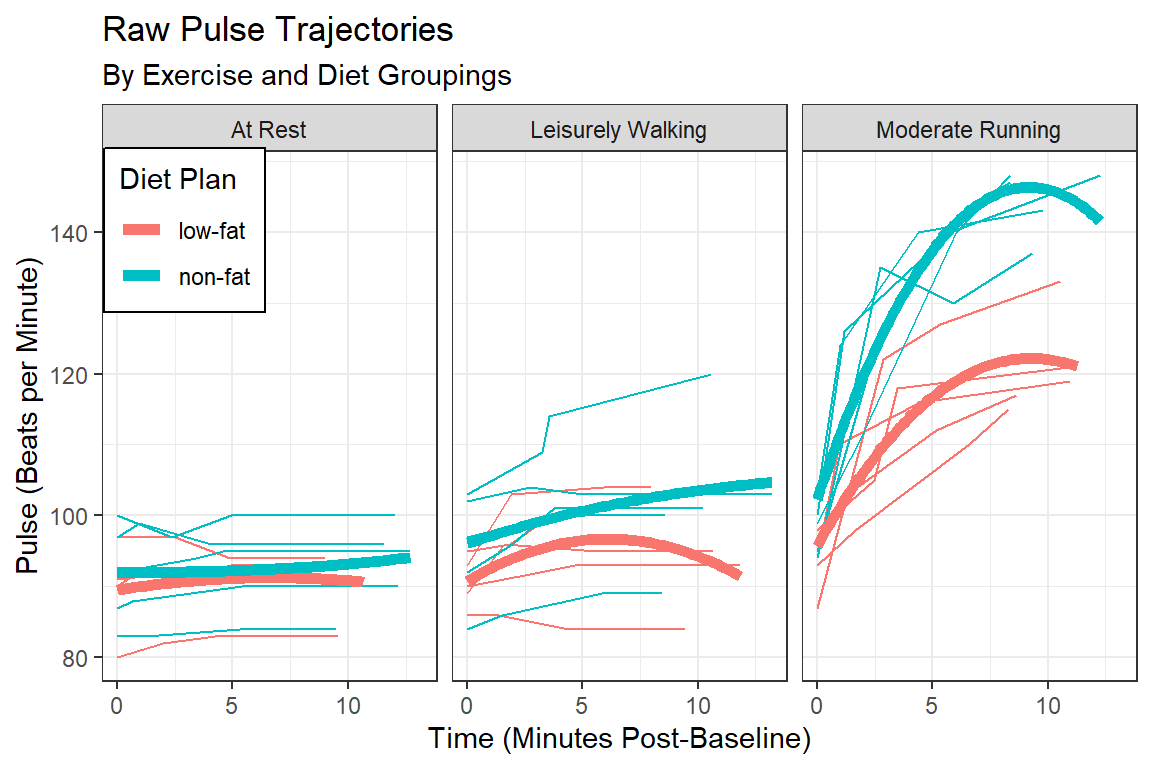 Raw Pulse Trajectories
By Exercise and Diet Groupings
At Rest
Leisurely Walking
Moderate Running
Diet Plan
low-fat
non-fat
Pulse (Beats per Minute)
140
120
100
80
0 5 10
0 5 10
0 5 10
Time (Minutes Post-Baseline)